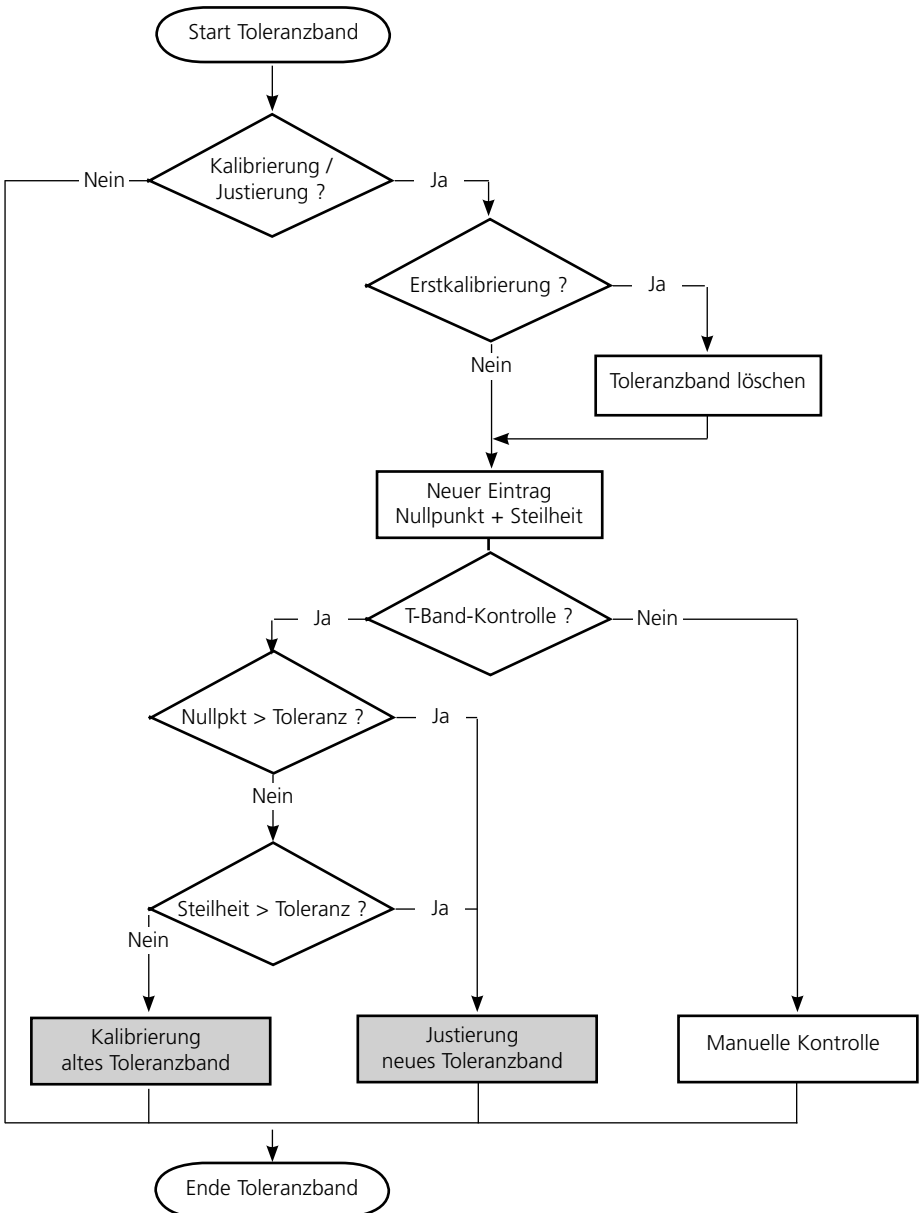 Start Toleranzband
Kalibrierung /
Justierung ?
Nein
Ja
Erstkalibrierung ?
Ja
Nein
Toleranzband löschen
Neuer Eintrag
Nullpunkt + Steilheit
T-Band-Kontrolle ?
Ja
Nein
Nullpkt > Toleranz ?
Ja
Nein
Steilheit > Toleranz ?
Ja
Nein
Kalibrierung
altes Toleranzband
Justierung
neues Toleranzband
Manuelle Kontrolle
Ende Toleranzband